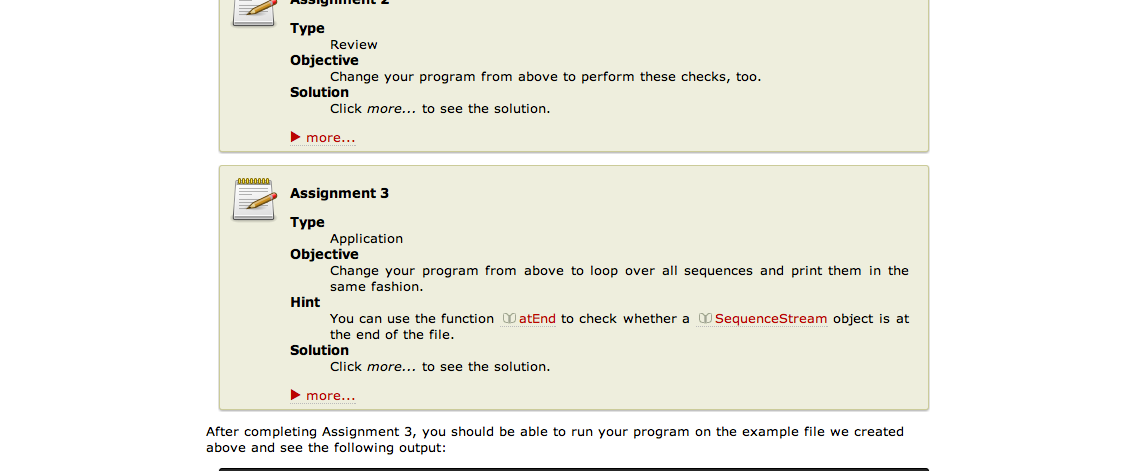 Assignment 2
Type
Review
Objective
Change your program from above to perform these checks, too.
Solution
Click more... to see the solution.
more...
Assignment 3
Type
Application
Objective
Change your program from above to loop over all sequences and print them in the
same fashion.
Hint
You can use the function atEnd to check whether a SequenceStream object is at
the end of the file.
Solution
Click more... to see the solution.
more...
After completing Assignment 3, you should be able to run your program on the example file we created
above and see the following output: